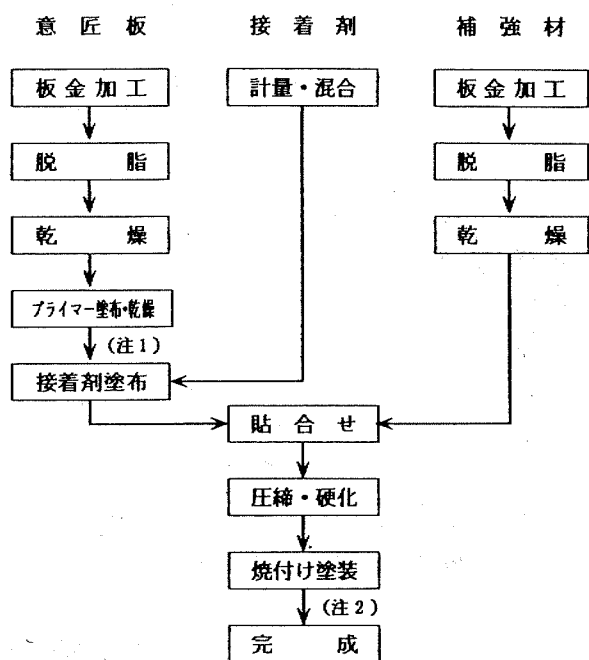 意匠板 接着剤 補強材
板金加工 計量・混合 板金加工
脱脂 脱脂
乾燥 乾燥
プライマー塗布・乾燥
(注1)
接着剤塗布
貼合せ
圧締・硬化
焼付け塗装
(注2)
完成